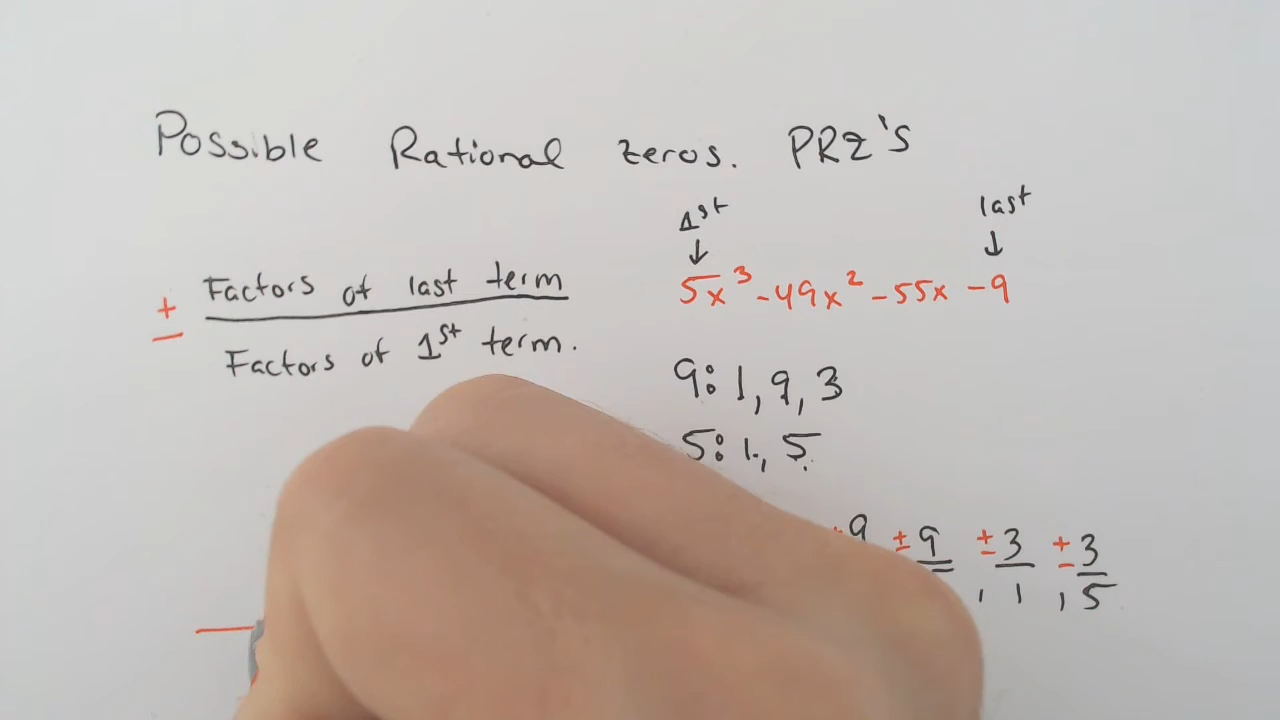 Possible Rational zeros. PRZ's
1st
last
± Factors of last term
Factors of 1st term.
5x³ - 49x² - 55x - 9
9: 1, 9, 3
5: 1, 5
9 ± 9 ± 3 ± 3
, 1 , 5